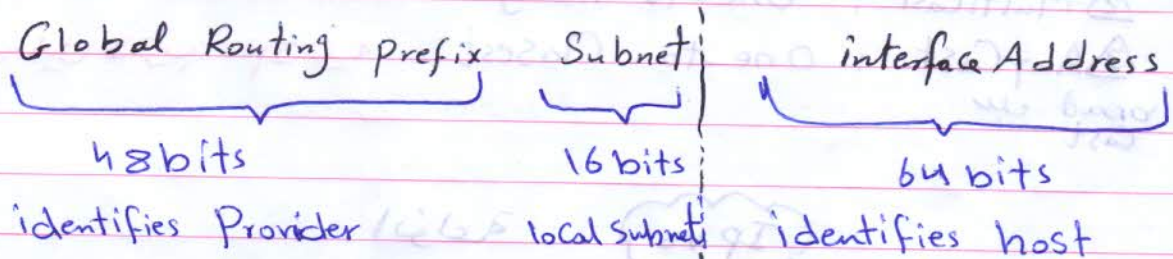 Global Routing prefix Subnet interface Address
48 bits 16 bits 64 bits
identifies Provider local subnet identifies host